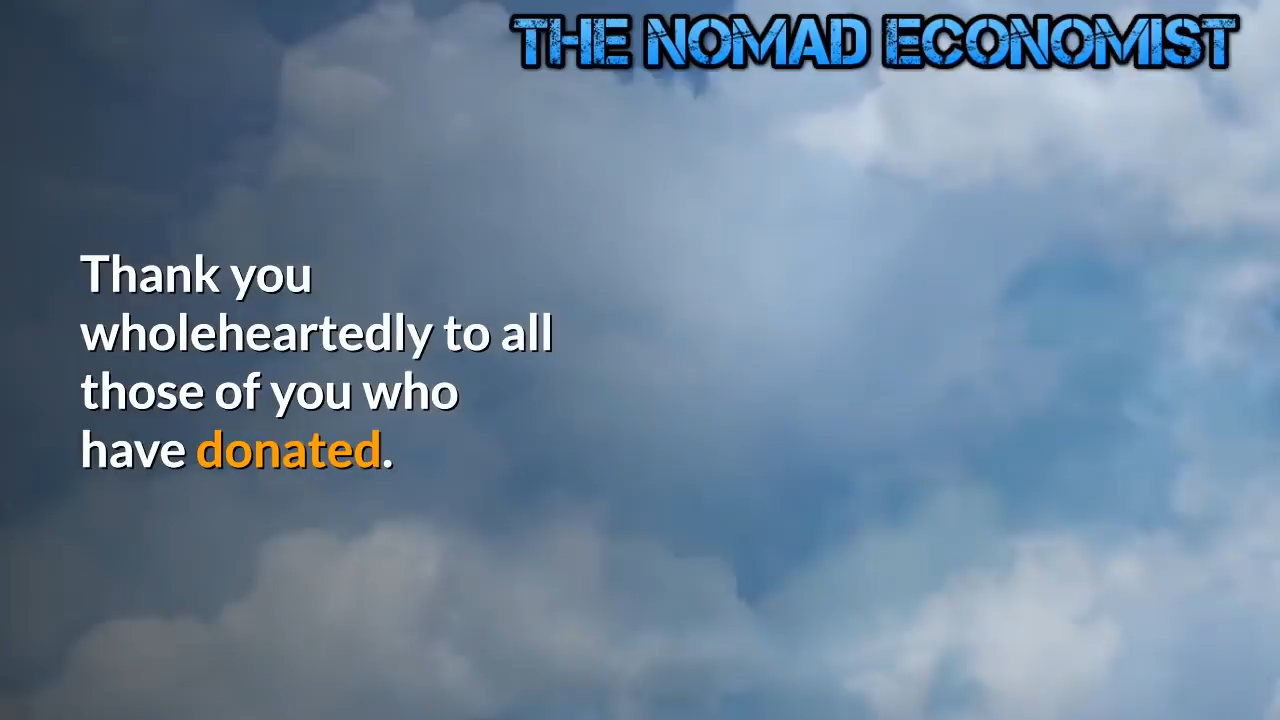 THE NOMAD ECONOMIST
Thank you
wholeheartedly to all
those of you who
have donated.